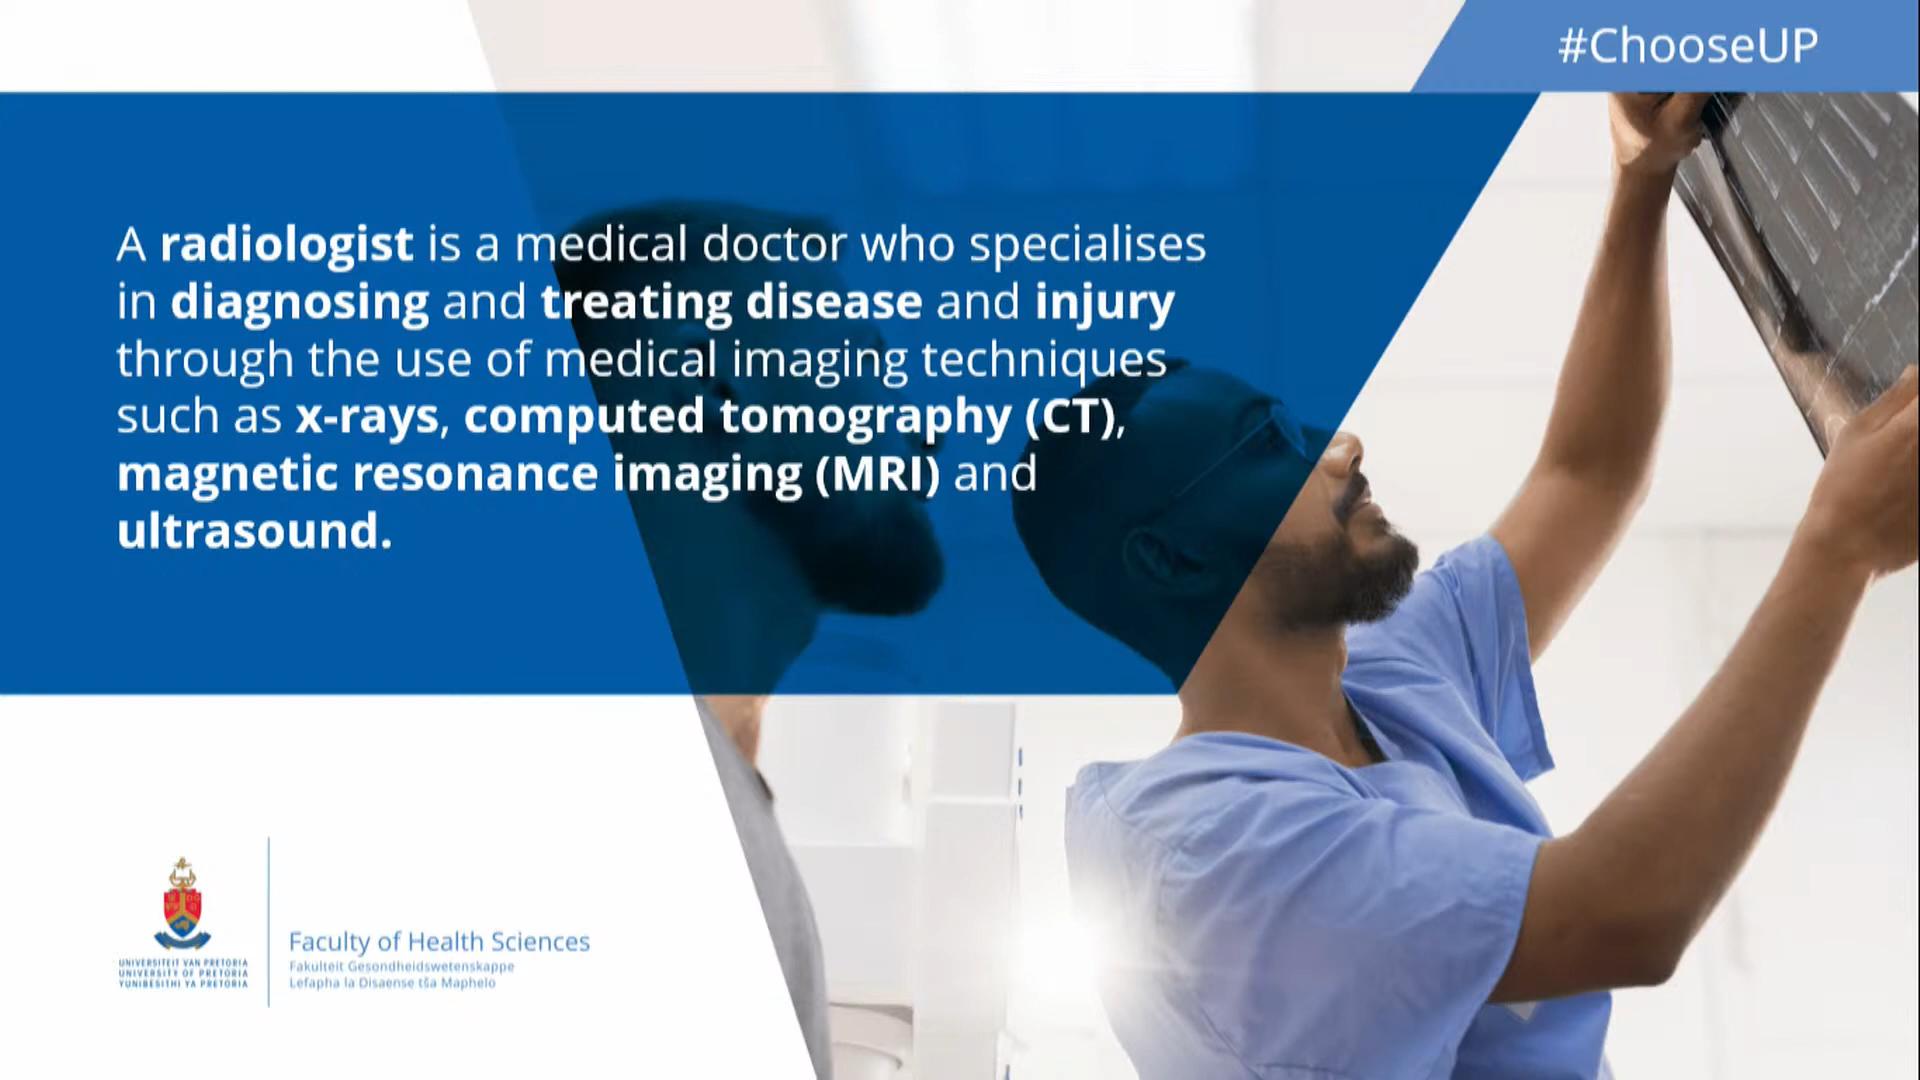 #ChooseUP
A radiologist is a medical doctor who specialises
in diagnosing and treating disease and injury
through the use of medical imaging techniques
such as x-rays, computed tomography (CT),
magnetic resonance imaging (MRI) and
ultrasound.
UNIVERSITEIT VAN PRETORIA
UNIVERSITY OF PRETORIA
YUNIBESITHI YA PRETORIA
Faculty of Health Sciences
Fakulteit Gesondheidswetenskappe
Lefapha la Disaense tša Maphelo